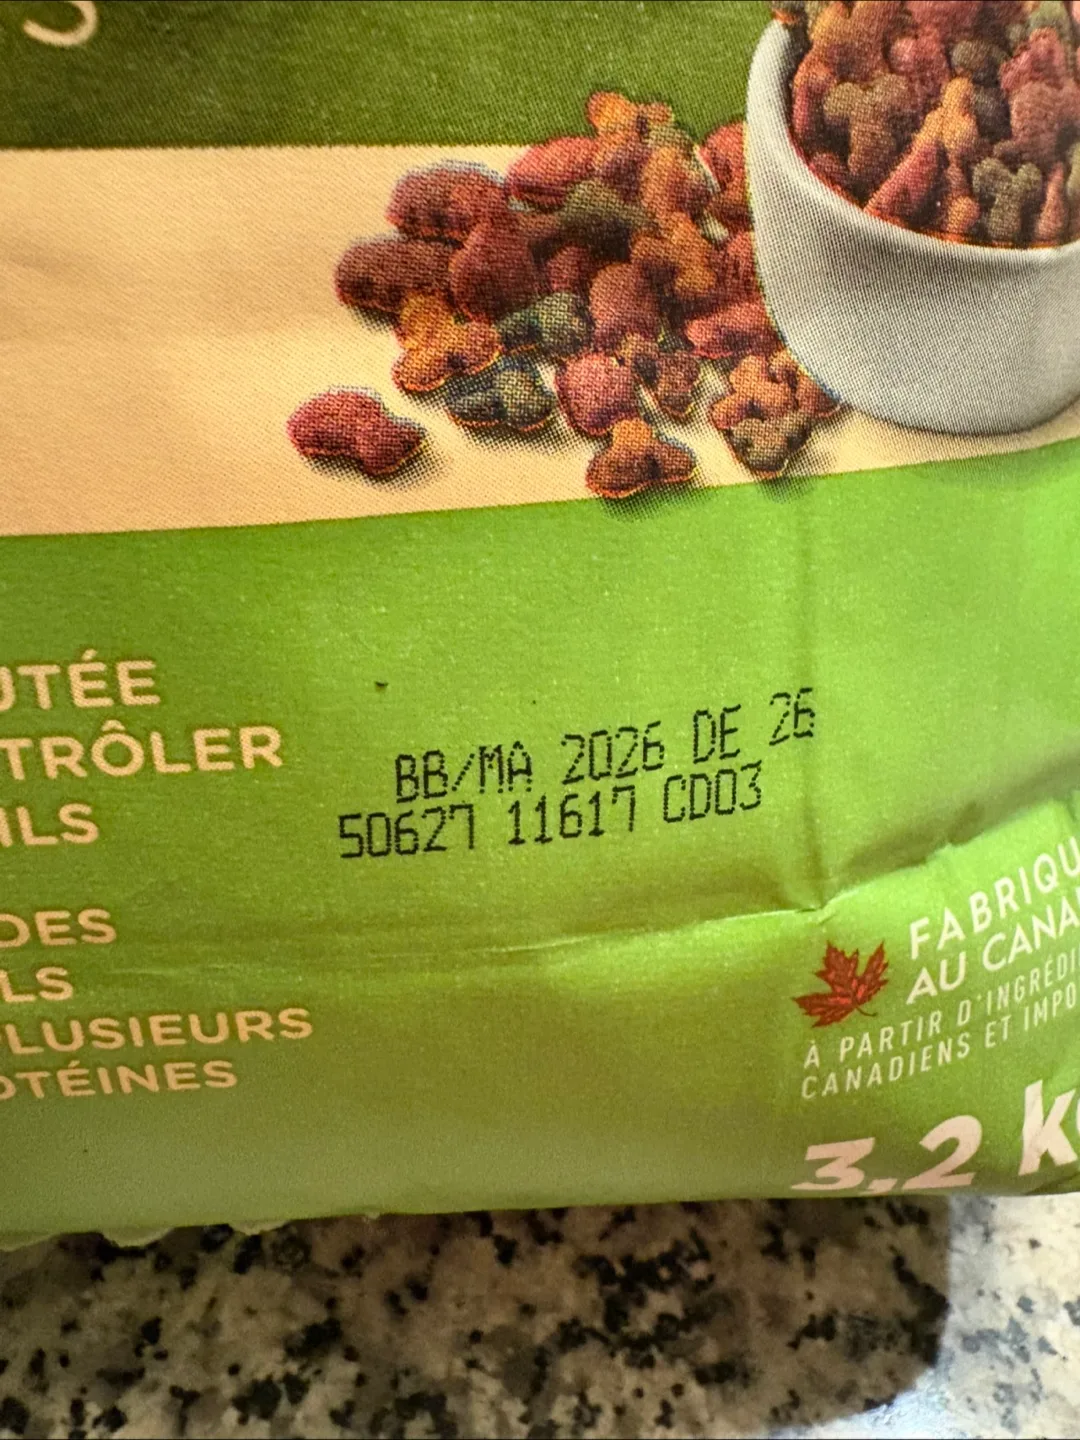 BB/MA 2026 DE 26
50627 11617 CD03
UTÉE
TRÔLER
ILS
DES
LS
PLUSIEURS
OTÉINES
FABRIQU
AU CANA
À PARTIR D'INGRÉDI
CANADIENS ET IMPO
3,2 k